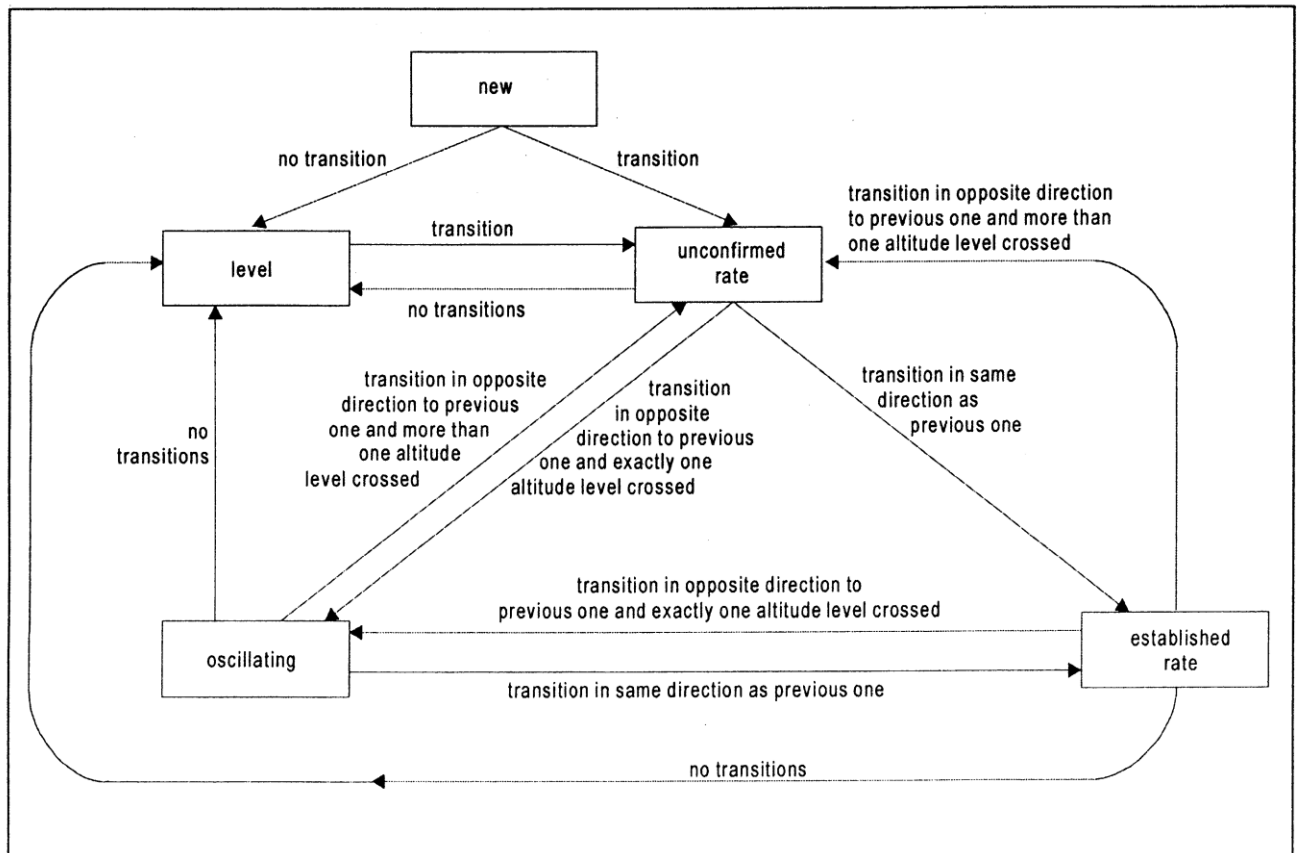 new
no transition
transition
transition in opposite direction
to previous one and more than
one altitude level crossed
level
transition
unconfirmed
rate
no transitions
transition in opposite
direction to previous
one and more than
one altitude
level crossed
transition
in opposite
direction to previous
one and exactly one
altitude level crossed
transition in same
direction as
previous one
no
transitions
transition in opposite direction to
previous one and exactly one altitude level crossed
oscillating
established
rate
transition in same direction as previous one
no transitions